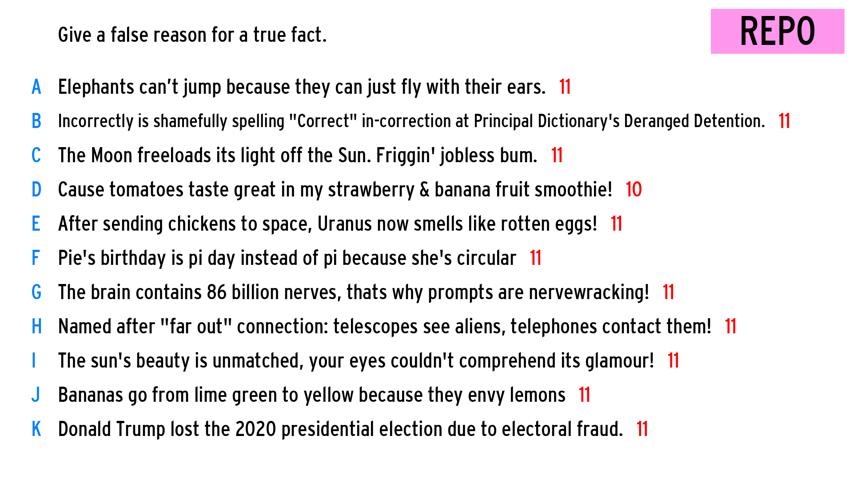 Give a false reason for a true fact.
REPO
A Elephants can't jump because they can just fly with their ears. 11
B Incorrectly is shamefully spelling "Correct" in-correction at Principal Dictionary's Deranged Detention. 11
C The Moon freeloads its light off the Sun. Friggin' jobless bum. 11
D Cause tomatoes taste great in my strawberry & banana fruit smoothie! 10
E After sending chickens to space, Uranus now smells like rotten eggs! 11
F Pie's birthday is pi day instead of pi because she's circular 11
G The brain contains 86 billion nerves, thats why prompts are nervewracking! 11
H Named after "far out" connection: telescopes see aliens, telephones contact them! 11
I The sun's beauty is unmatched, your eyes couldn't comprehend its glamour! 11
J Bananas go from lime green to yellow because they envy lemons 11
K Donald Trump lost the 2020 presidential election due to electoral fraud. 11